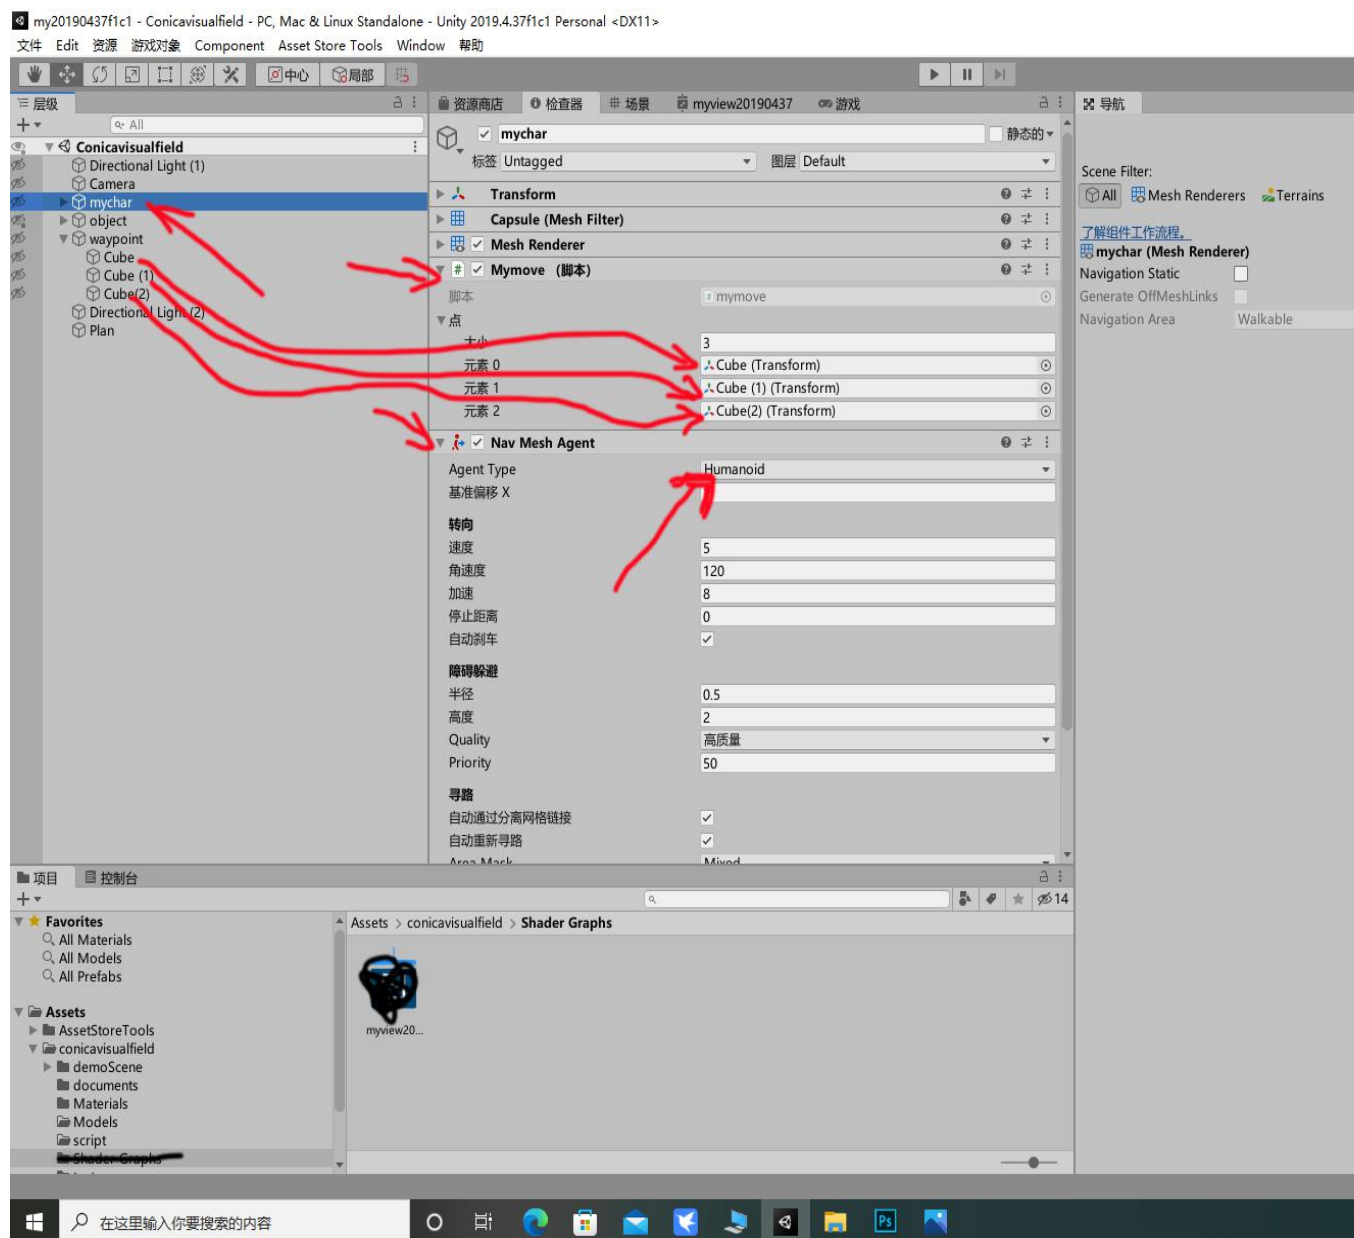 my20190437f1c1 - Conicavisualfield - PC, Mac & Linux Standalone - Unity 2019.4.37f1c1 Personal <DX11>
文件 Edit 资源 游戏对象 Component Asset Store Tools Window 帮助
中心 局部
层级
All
Conicavisualfield
Directional Light (1)
Camera
mychar
object
waypoint
Cube
Cube (1)
Cube(2)
Directional Light (2)
Plan
资源商店 检查器 场景 myview20190437 游戏
mychar 静态的
标签 Untagged 图层 Default
Transform
Capsule (Mesh Filter)
Mesh Renderer
Mymove （脚本）
脚本 mymove
点
大小 3
元素 0 Cube (Transform)
元素 1 Cube (1) (Transform)
元素 2 Cube(2) (Transform)
Nav Mesh Agent
Agent Type Humanoid
基准偏移 X
转向
速度 5
角速度 120
加速 8
停止距离 0
自动刹车
障碍躲避
半径 0.5
高度 2
Quality 高质量
Priority 50
寻路
自动通过分离网格链接
自动重新寻路
Area Mask Mixed
导航
Scene Filter:
All Mesh Renderers Terrains
了解组件工作流程。
mychar (Mesh Renderer)
Navigation Static
Generate OffMeshLinks
Navigation Area Walkable
项目 控制台
14
Favorites
All Materials
All Models
All Prefabs
Assets
AssetStoreTools
conicavisualfield
demoScene
documents
Materials
Models
script
Shader Graphs
Assets > conicavisualfield > Shader Graphs
myview20...
在这里输入你要搜索的内容
Ps